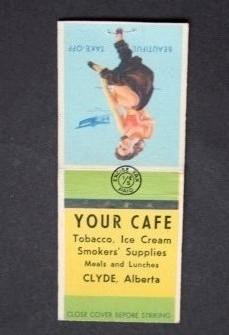 BEAUTIFUL TAKE-OFF
YOUR CAFE
Tobacco, Ice Cream
Smokers' Supplies
Meals and Lunches
CLYDE, Alberta
CLOSE COVER BEFORE STRIKING